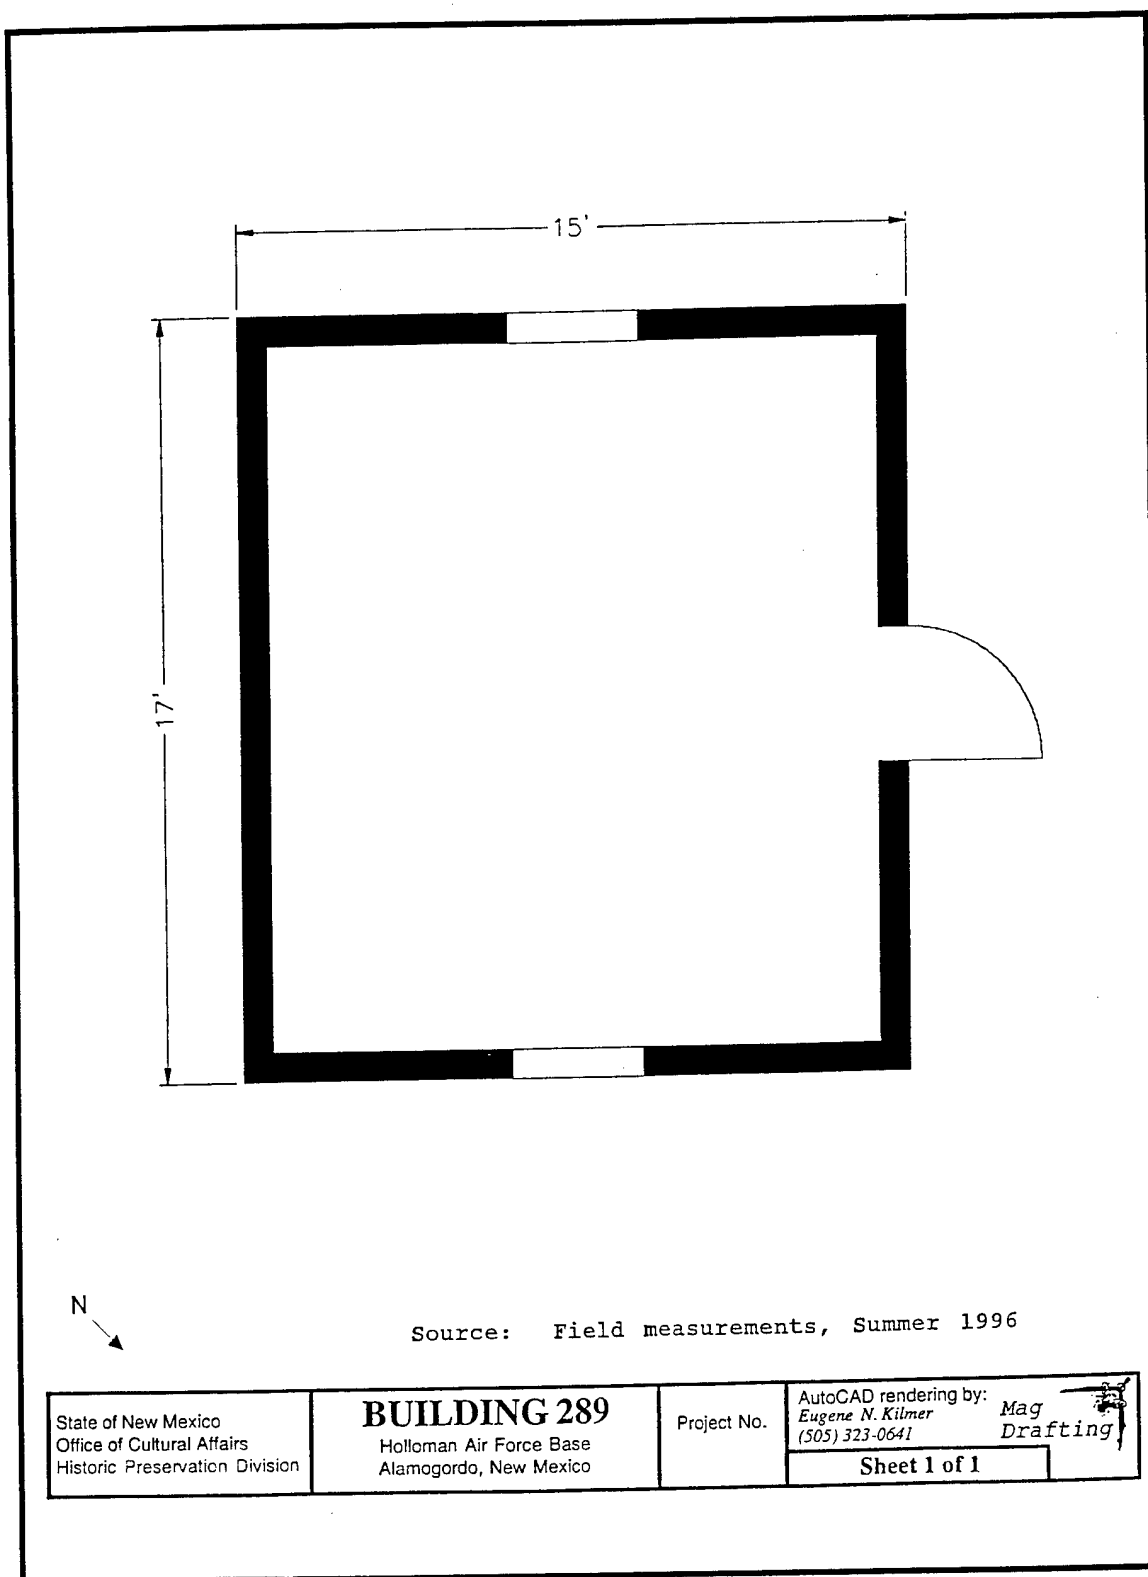 15'
17'
N
Source: Field measurements, Summer 1996
State of New Mexico
Office of Cultural Affairs
Historic Preservation Division
BUILDING 289
Holloman Air Force Base
Alamogordo, New Mexico
Project No.
AutoCAD rendering by:
Eugene N. Kilmer
(505) 323-0641
Mag
Drafting
Sheet 1 of 1